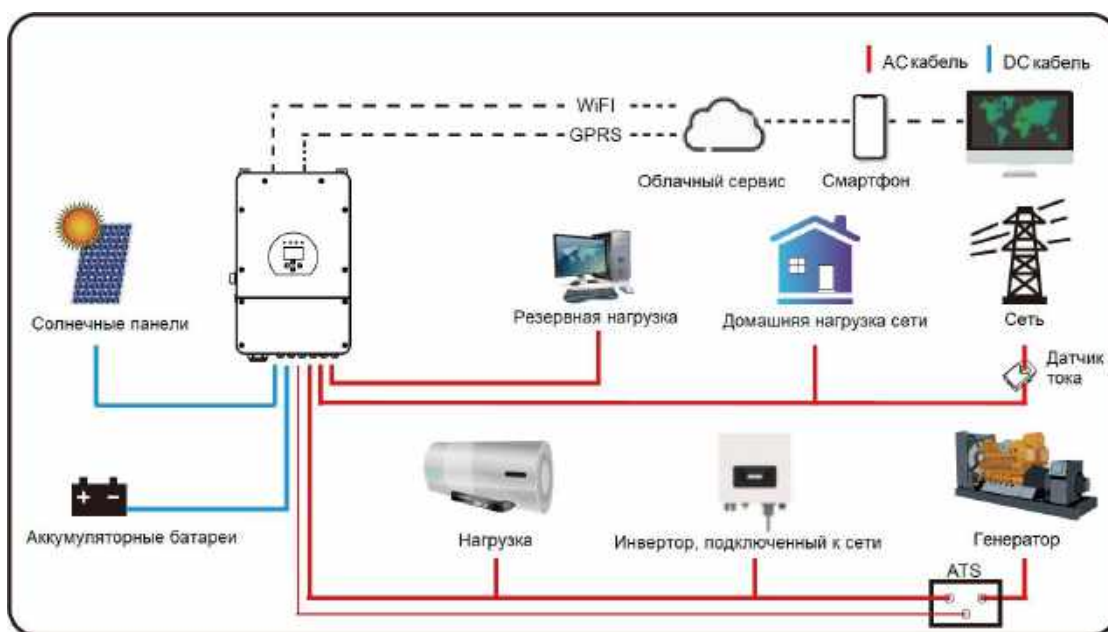 AC кабель
DC кабель
WiFI
GPRS
Облачный сервис
Смартфон
Солнечные панели
Резервная нагрузка
Домашняя нагрузка сети
Сеть
Датчик
тока
Аккумуляторные батареи
Нагрузка
Инвертор, подключенный к сети
Генератор
ATS